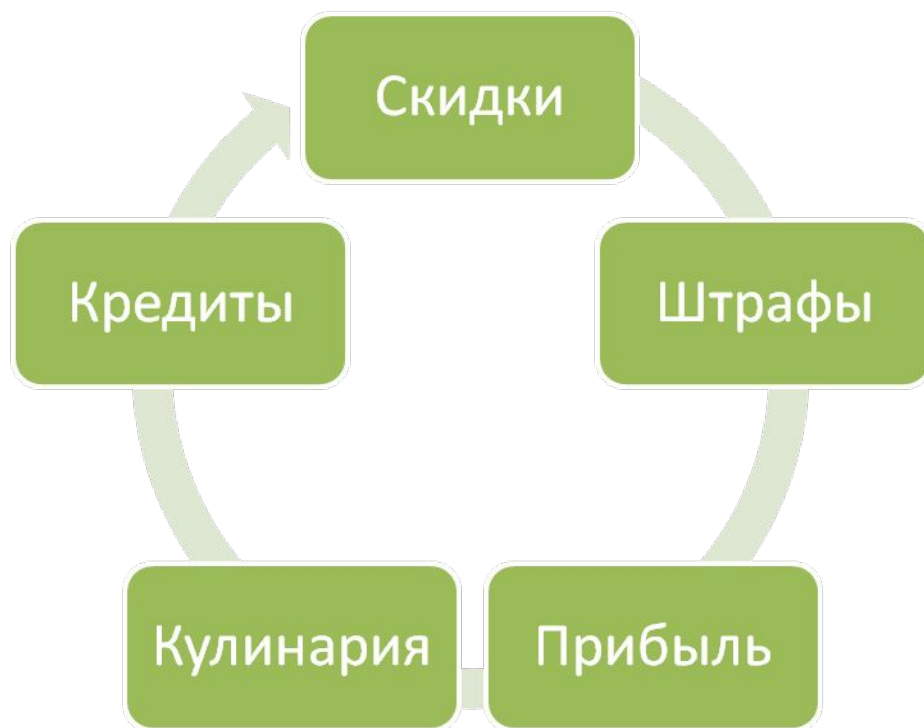 Скидки
Штрафы
Прибыль
Кулинария
Кредиты